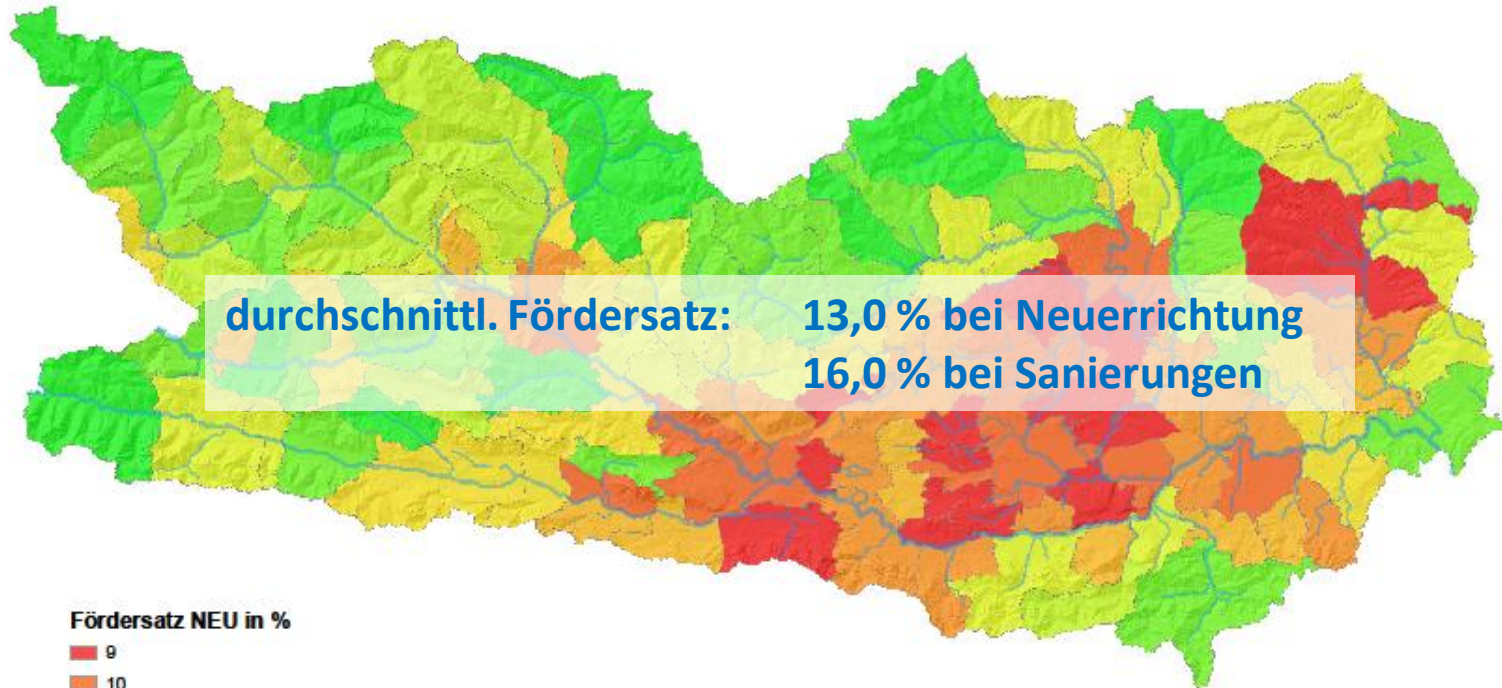 durchschnittl. Fördersatz: 13,0 % bei Neuerrichtung
16,0 % bei Sanierungen
Fördersatz NEU in %
9
10